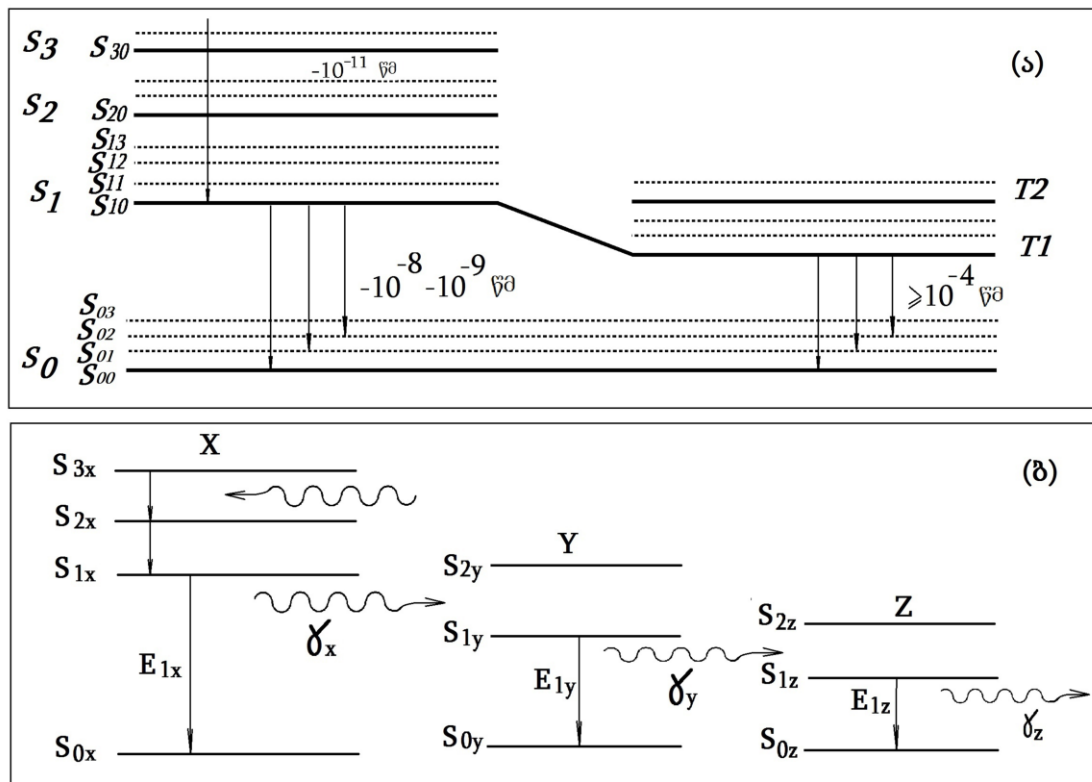 S3 S30
-10⁻¹¹ წმ (ა)
S2 S20
S13
S12
S11
S1 S10
T2
T1
-10⁻⁸-10⁻⁹ წმ
⩾10⁻⁴ წმ
S03
S02
S01
S0 S00
X (ბ)
S3x
S2x
S1x
γx
E1x
S0x
Y
S2y
S1y
E1y
γy
S0y
Z
S2z
S1z
E1z
γz
S0z